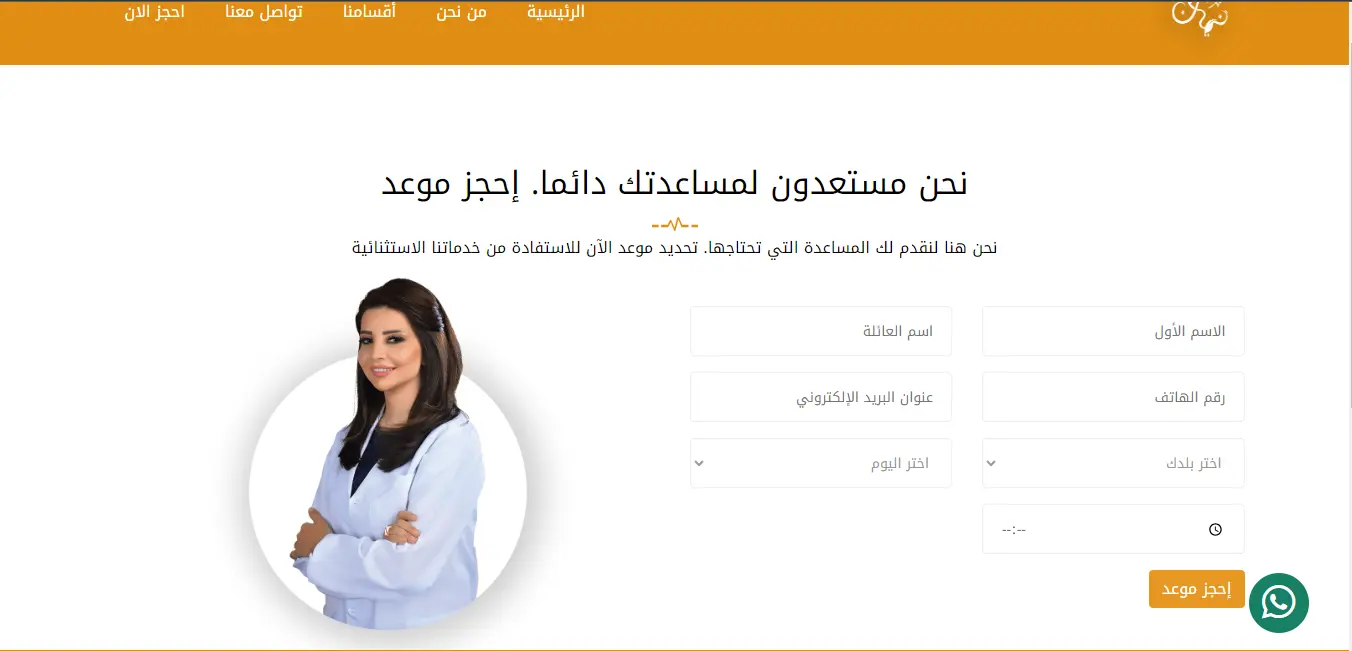 الرئيسية
من نحن
أقسامنا
تواصل معنا
احجز الان
نحن مستعدون لمساعدتك دائما. إحجز موعد
نحن هنا لنقدم لك المساعدة التي تحتاجها. تحديد موعد الآن للاستفادة من خدماتنا الاستثنائية
الاسم الأول
اسم العائلة
رقم الهاتف
عنوان البريد الإلكتروني
اختر بلدك
اختر اليوم
--:--
إحجز موعد